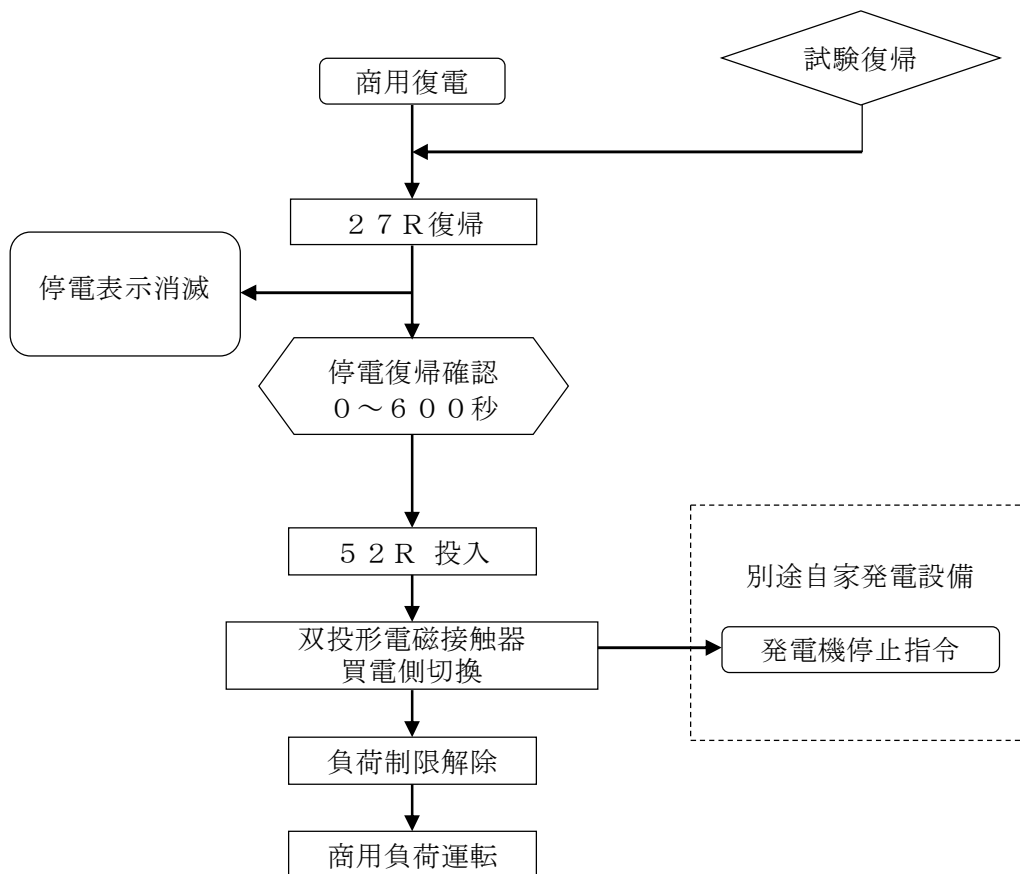 試験復帰
商用復電
２７R復帰
停電表示消滅
停電復帰確認
０～６００秒
５２R 投入
別途自家発電設備
双投形電磁接触器
買電側切換
発電機停止指令
負荷制限解除
商用負荷運転